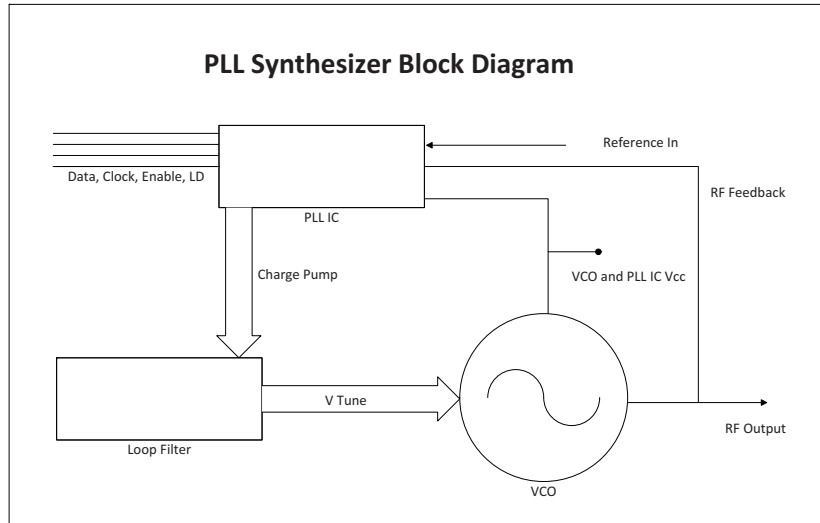 PLL Synthesizer Block Diagram
Reference In
Data, Clock, Enable, LD
RF Feedback
PLL IC
Charge Pump
VCO and PLL IC Vcc
V Tune
RF Output
Loop Filter
VCO